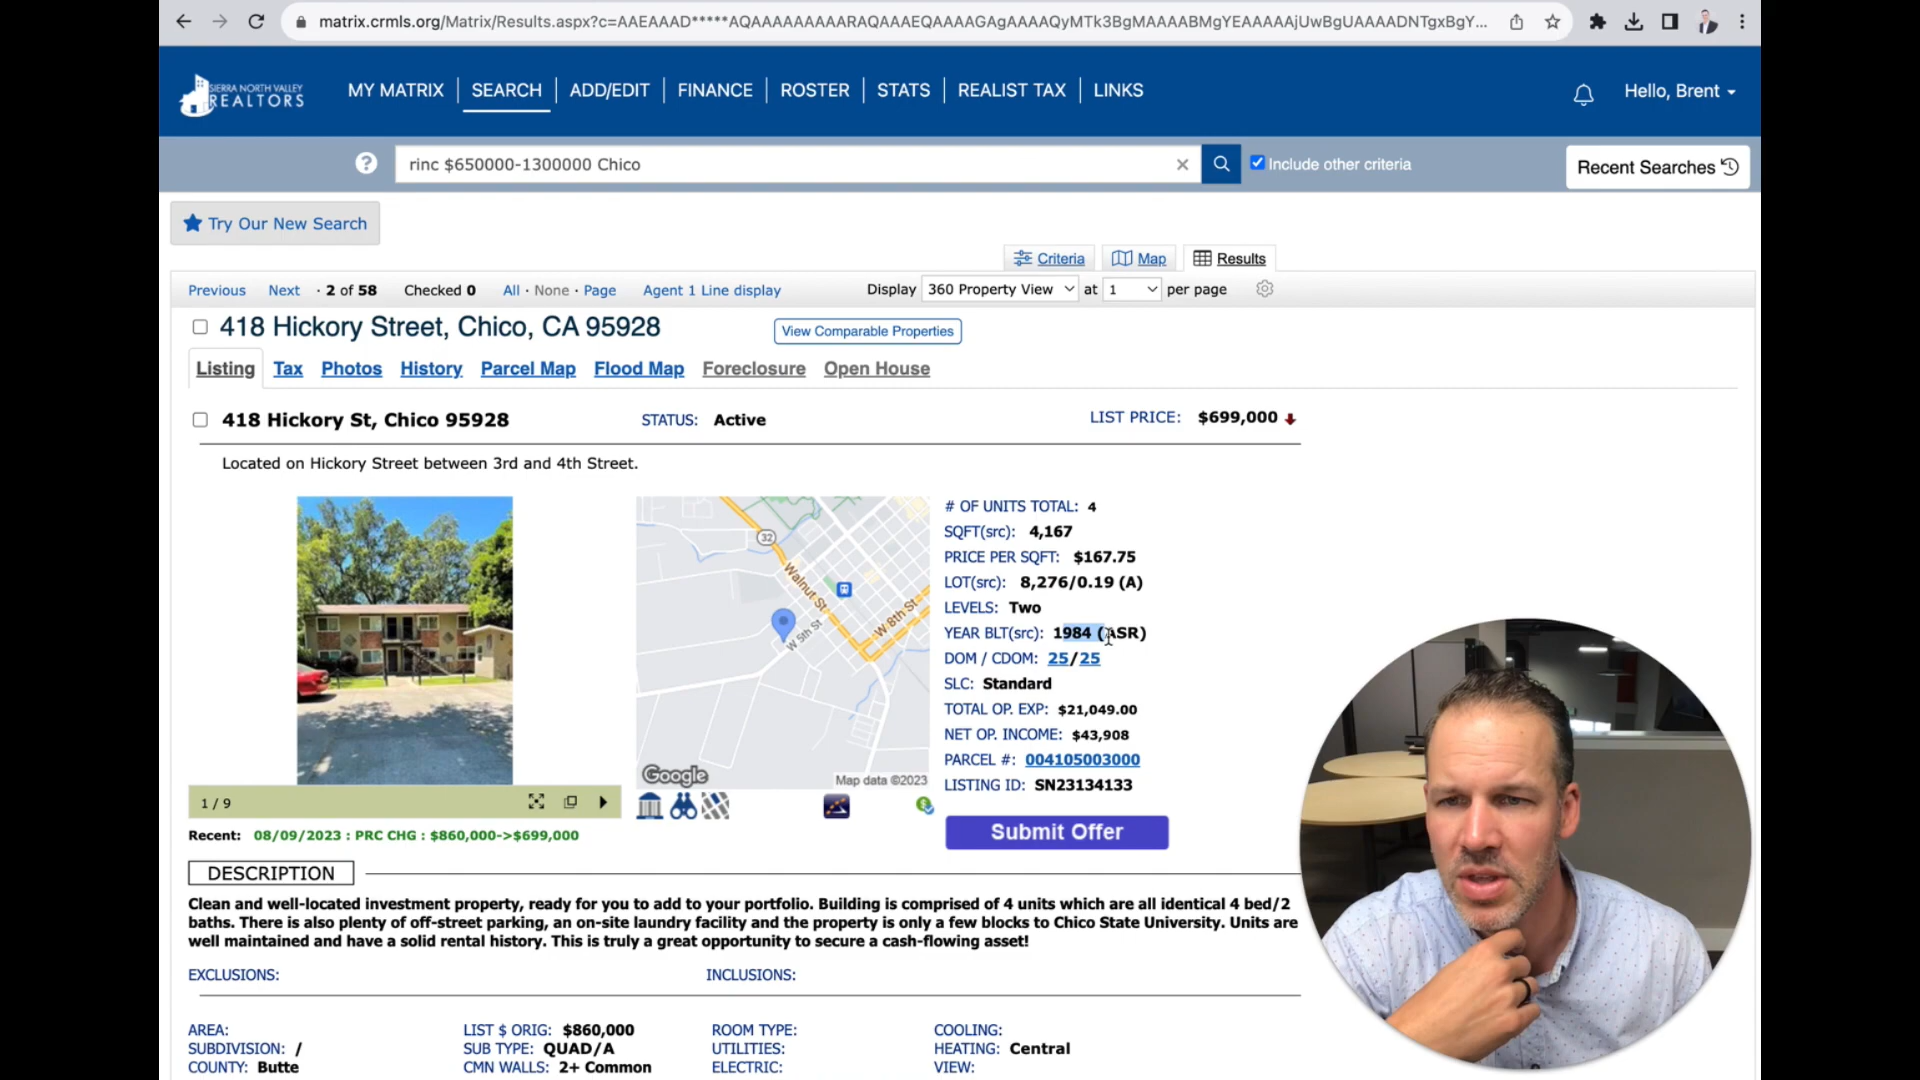 matrix.crmls.org/Matrix/Results.aspx?c=AAEAAAD*****AQAAAAAAAAARAQAAAEQAAAAGAgAAAAQyMTk3BgMAAAABMgYEAAAAAjUwBgUAAAADNTgxBgY...
SIERRA NORTH VALLEY
REALTORS
MY MATRIX SEARCH ADD/EDIT FINANCE ROSTER STATS REALIST TAX LINKS
Hello, Brent
? rinc $650000-1300000 Chico
Include other criteria
Recent Searches
Try Our New Search
Criteria Map Results
Previous Next · 2 of 58 Checked 0 All · None · Page Agent 1 Line display Display 360 Property View at 1 per page
418 Hickory Street, Chico, CA 95928
View Comparable Properties
Listing Tax Photos History Parcel Map Flood Map Foreclosure Open House
418 Hickory St, Chico 95928 STATUS: Active LIST PRICE: $699,000
Located on Hickory Street between 3rd and 4th Street.
32
Walnut St
W 8th St
W 5th St
Google
Map data ©2023
# OF UNITS TOTAL: 4
SQFT(src): 4,167
PRICE PER SQFT: $167.75
LOT(src): 8,276/0.19 (A)
LEVELS: Two
YEAR BLT(src): 1984 (ASR)
DOM / CDOM: 25/25
SLC: Standard
TOTAL OP. EXP: $21,049.00
NET OP. INCOME: $43,908
PARCEL #: 004105003000
LISTING ID: SN23134133
Submit Offer
1 / 9
Recent: 08/09/2023 : PRC CHG : $860,000->$699,000
DESCRIPTION
Clean and well-located investment property, ready for you to add to your portfolio. Building is comprised of 4 units which are all identical 4 bed/2
baths. There is also plenty of off-street parking, an on-site laundry facility and the property is only a few blocks to Chico State University. Units are
well maintained and have a solid rental history. This is truly a great opportunity to secure a cash-flowing asset!
EXCLUSIONS: INCLUSIONS:
AREA: LIST $ ORIG: $860,000 ROOM TYPE: COOLING:
SUBDIVISION: / SUB TYPE: QUAD/A UTILITIES: HEATING: Central
COUNTY: Butte CMN WALLS: 2+ Common ELECTRIC: VIEW: